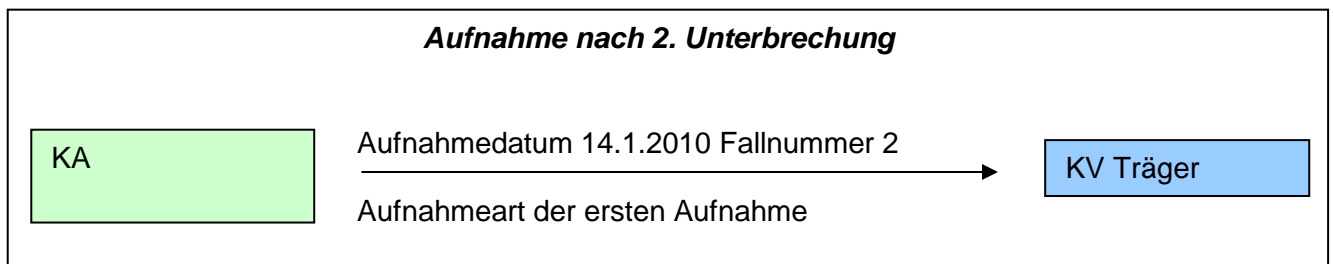 Aufnahme nach 2. Unterbrechung
KA
Aufnahmedatum 14.1.2010 Fallnummer 2
KV Träger
Aufnahmeart der ersten Aufnahme